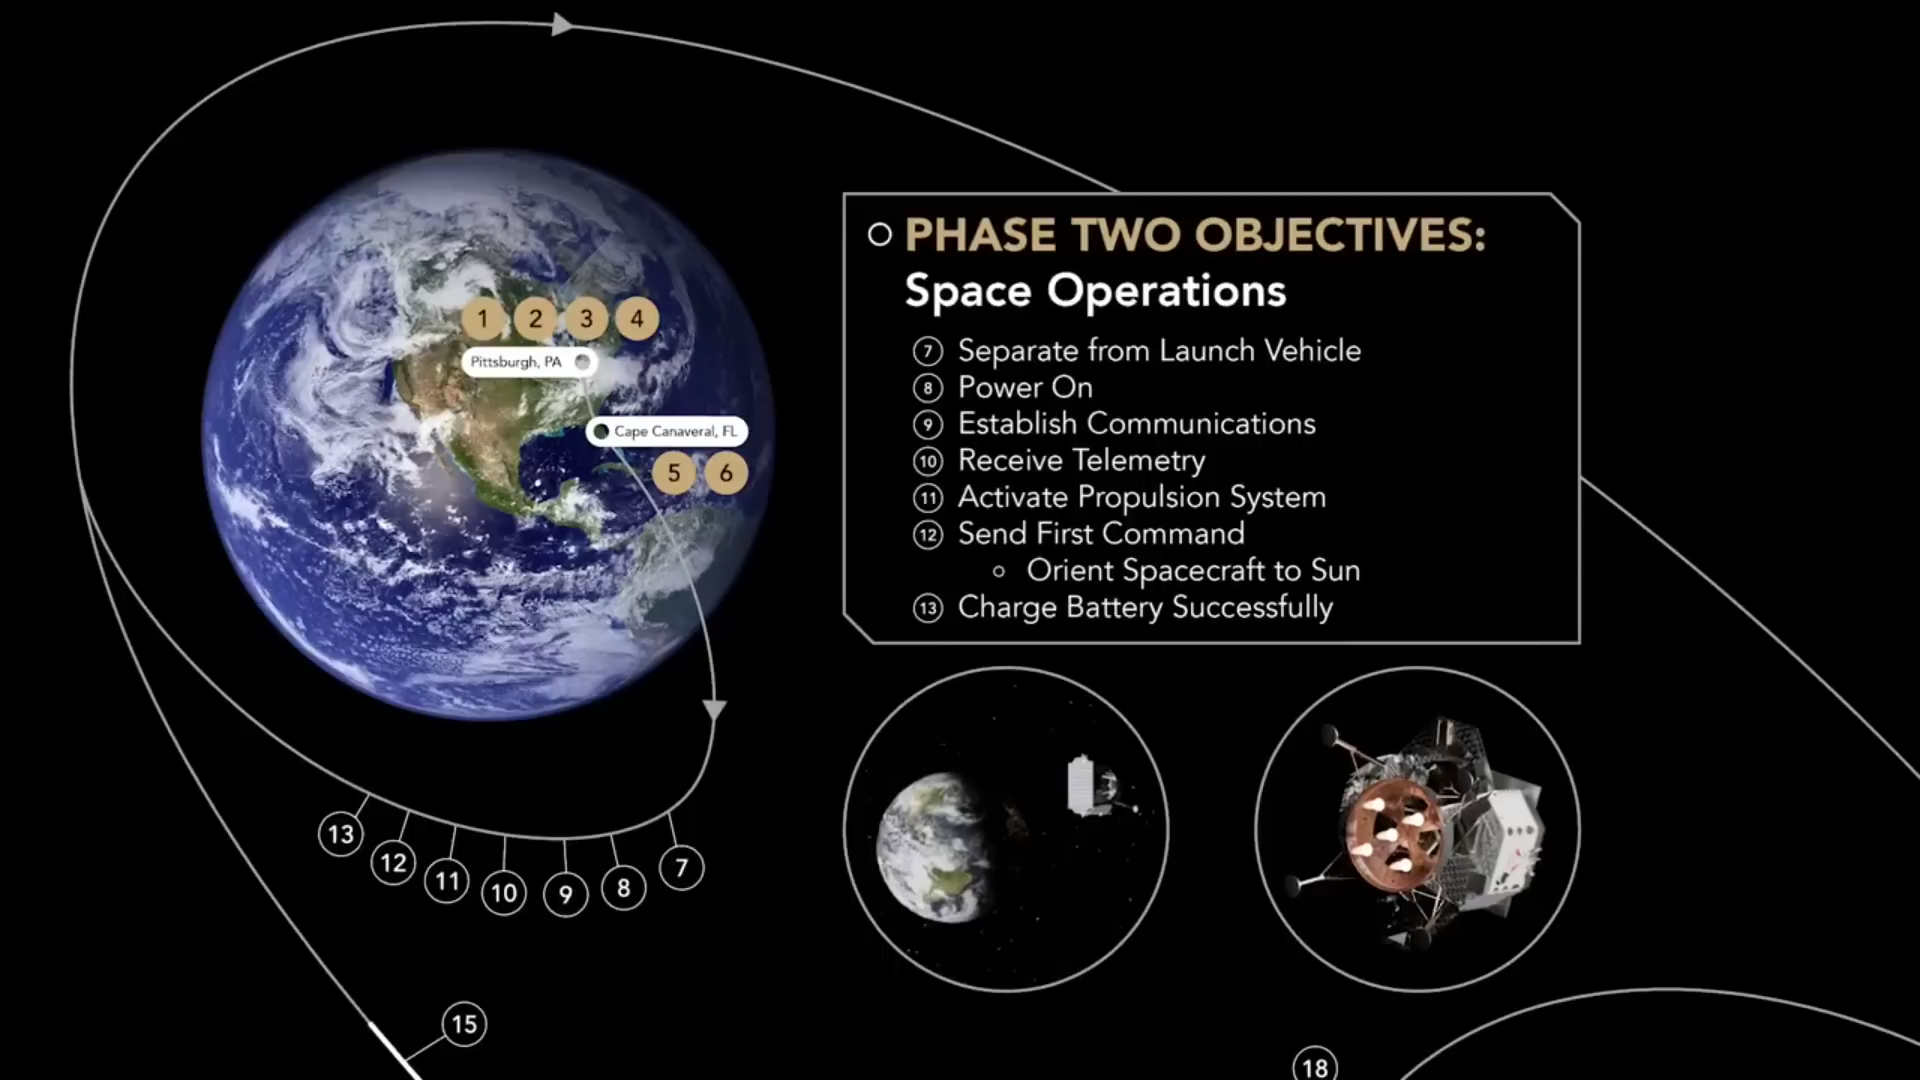 1 2 3 4
Pittsburgh, PA
Cape Canaveral, FL
5 6
PHASE TWO OBJECTIVES:
Space Operations
7 Separate from Launch Vehicle
8 Power On
9 Establish Communications
10 Receive Telemetry
11 Activate Propulsion System
12 Send First Command
Orient Spacecraft to Sun
13 Charge Battery Successfully
13 12 11 10 9 8 7
15
18